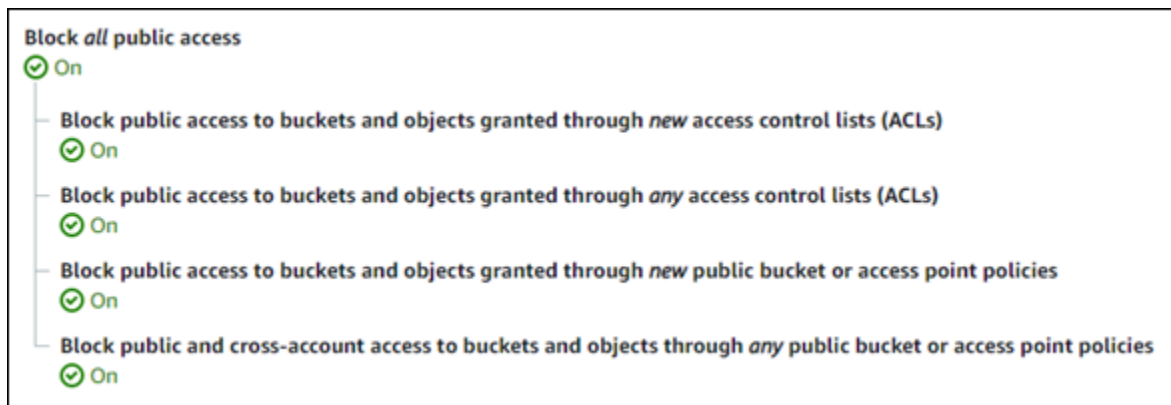 Block all public access
On
Block public access to buckets and objects granted through new access control lists (ACLs)
On
Block public access to buckets and objects granted through any access control lists (ACLs)
On
Block public access to buckets and objects granted through new public bucket or access point policies
On
Block public and cross-account access to buckets and objects through any public bucket or access point policies
On